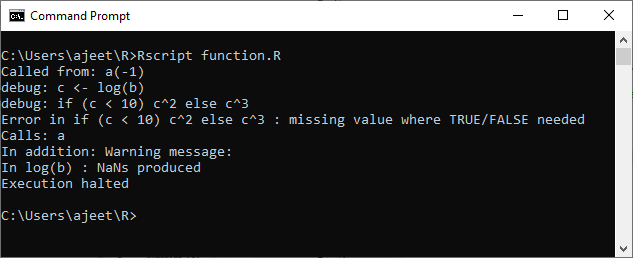 Command Prompt
C:\Users\ajeet\R>Rscript function.R
Called from: a(-1)
debug: c <- log(b)
debug: if (c < 10) c^2 else c^3
Error in if (c < 10) c^2 else c^3 : missing value where TRUE/FALSE needed
Calls: a
In addition: Warning message:
In log(b) : NaNs produced
Execution halted
C:\Users\ajeet\R>